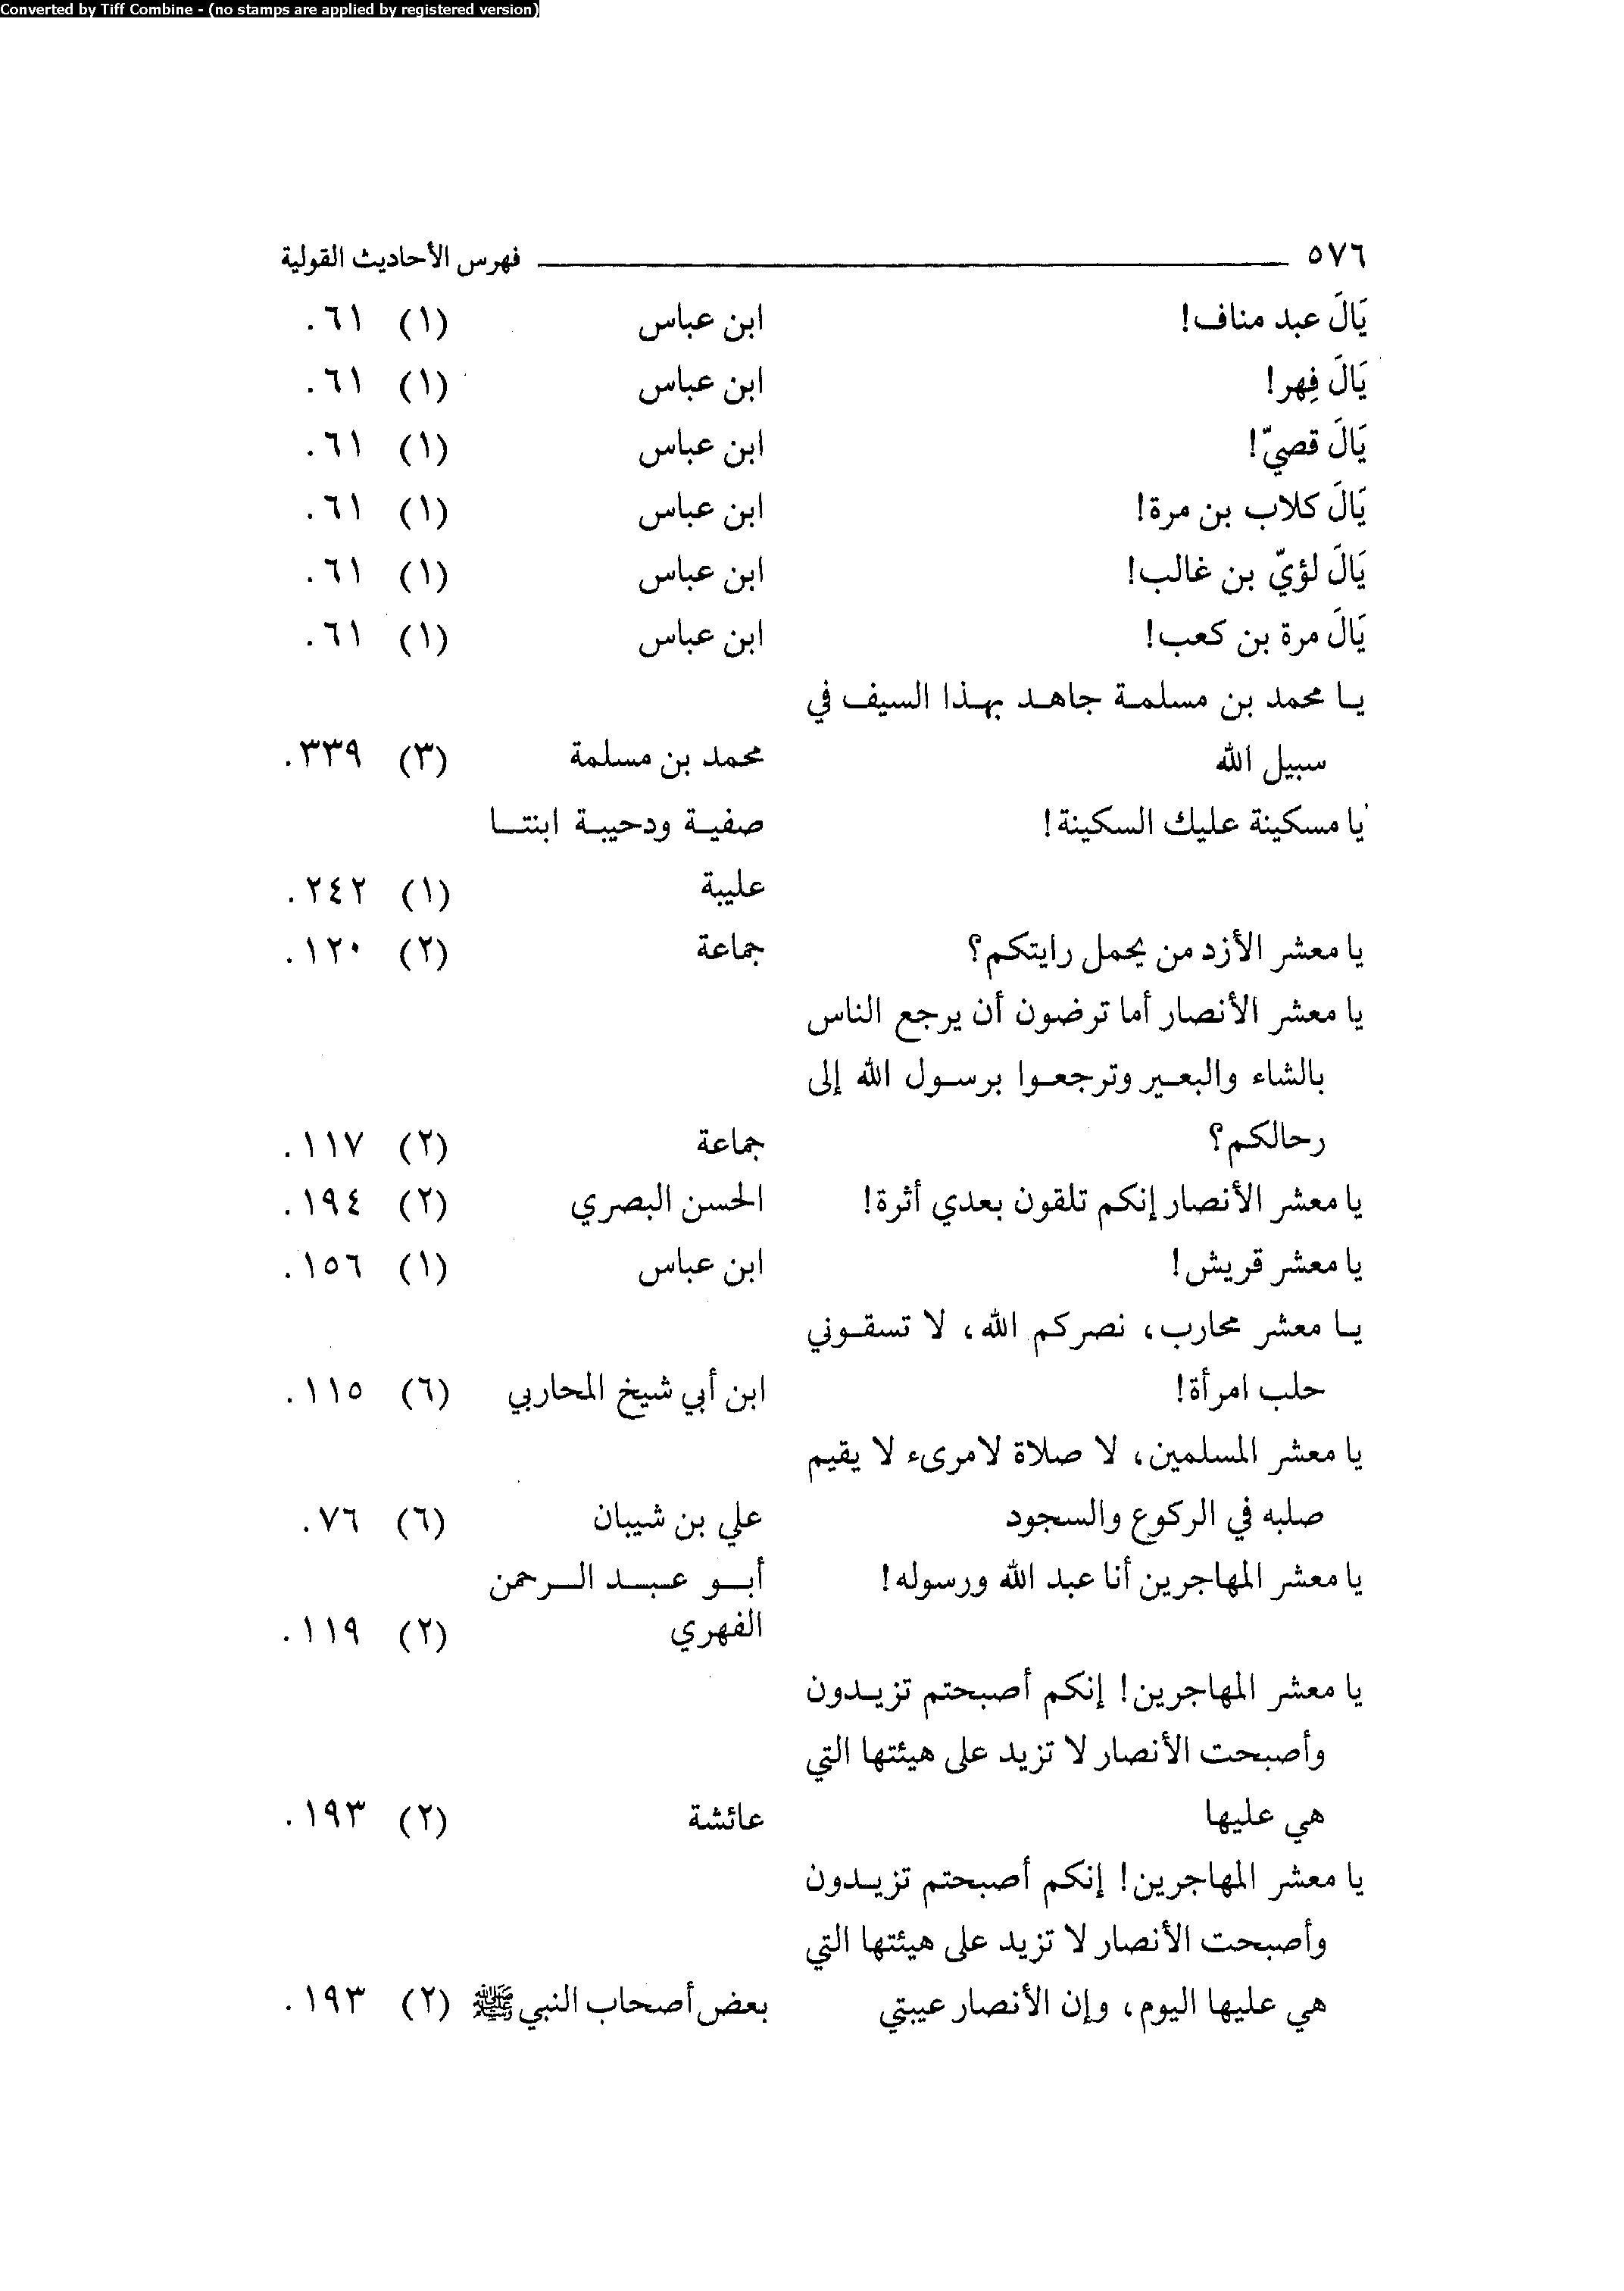 Converted by Tiff Combine - (no stamps are applied by registered version)
٥٧٦ فهرس الأحاديث القولية
يَالَ عبد مناف! ابن عباس (١) ٦١.
يَالَ فِهر! ابن عباس (١) ٦١.
يَالَ قصيّ! ابن عباس (١) ٦١.
يَالَ كلاب بن مرة! ابن عباس (١) ٦١.
يَالَ لؤيّ بن غالب! ابن عباس (١) ٦١.
يَالَ مرة بن كعب! ابن عباس (١) ٦١.
يا محمد بن مسلمة جاهد بهذا السيف في
سبيل الله محمد بن مسلمة (٣) ٣٣٩.
يا مسكينة عليك السكينة! صفية ودحيبة ابنتا
عليبة (١) ٢٤٢.
يا معشر الأزد من يحمل رايتكم؟ جماعة (٢) ١٢٠.
يا معشر الأنصار أما ترضون أن يرجع الناس
بالشاء والبعير وترجعوا برسول الله إلى
رحالكم؟ جماعة (٢) ١١٧.
يا معشر الأنصار إنكم تلقون بعدي أثرة! الحسن البصري (٢) ١٩٤.
يا معشر قريش! ابن عباس (١) ١٥٦.
يا معشر محارب، نصركم الله، لا تسقوني
حلب امرأة! ابن أبي شيخ المحاربي (٦) ١١٥.
يا معشر المسلمين، لا صلاة لامرىء لا يقيم
صلبه في الركوع والسجود علي بن شيبان (٦) ٧٦.
يا معشر المهاجرين أنا عبد الله ورسوله! أبو عبد الرحمن
الفهري (٢) ١١٩.
يا معشر المهاجرين! إنكم أصبحتم تزيدون
وأصبحت الأنصار لا تزيد على هيئتها التي
هي عليها عائشة (٢) ١٩٣.
يا معشر المهاجرين! إنكم أصبحتم تزيدون
وأصبحت الأنصار لا تزيد على هيئتها التي
هي عليها اليوم، وإن الأنصار عيبتي بعض أصحاب النبي ﷺ (٢) ١٩٣.